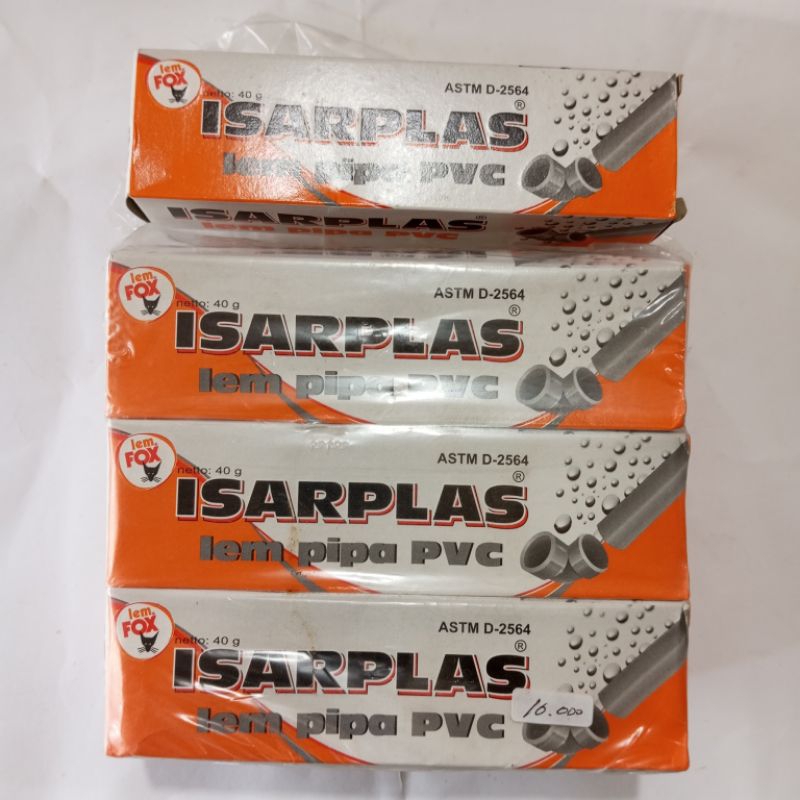 lem
FOX
netto: 40 g
ASTM D-2564
ISARPLAS®
lem pipa PVC
ISARPLAS®
lem pipa PVC
lem
FOX
netto: 40 g
ASTM D-2564
ISARPLAS®
lem pipa PVC
lem
FOX
netto: 40 g
ASTM D-2564
ISARPLAS®
lem pipa PVC
lem
FOX
netto: 40 g
ASTM D-2564
ISARPLAS®
lem pipa PVC